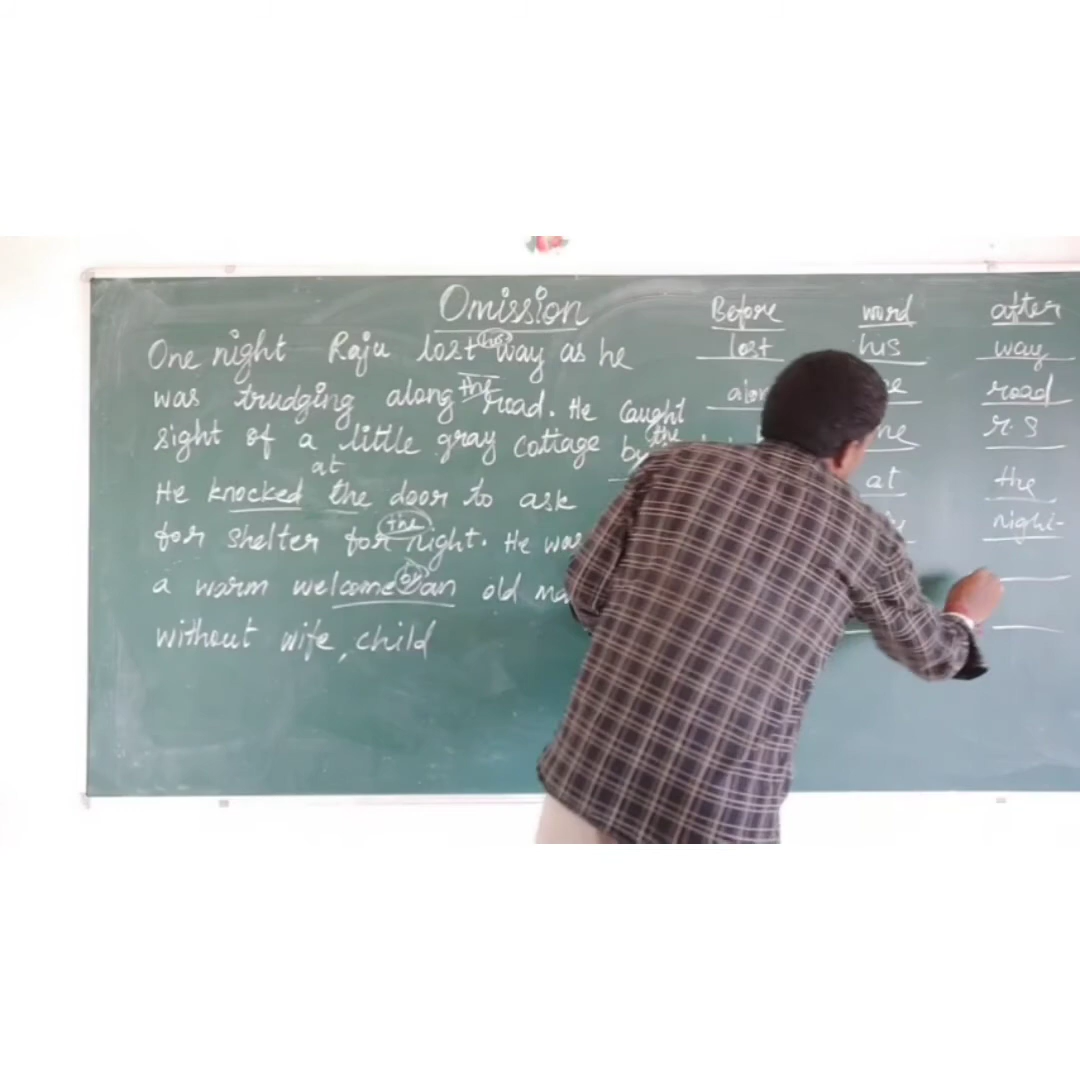 Omission
Before word after
One night Raju lost his way as he
lost his way
was trudging along the road. He caught
road
sight of a little gray cottage by the
r.s
at
He knocked the door to ask
at the
for shelter for the night. He was
night
a warm welcome by an old
without wife, child